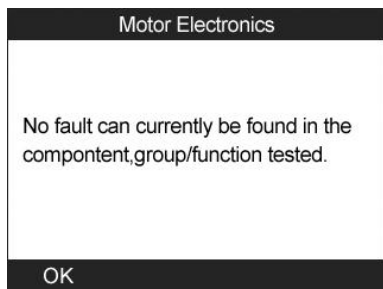 Motor Electronics
No fault can currently be found in the
compontent,group/function tested.
OK